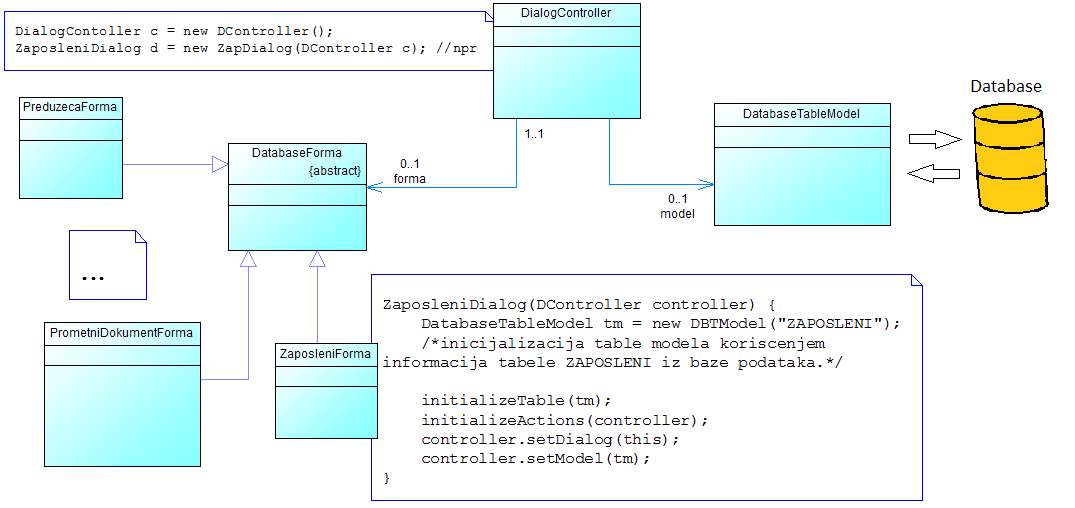 DialogContoller c = new DController();
ZaposleniDialog d = new ZapDialog(DController c); //npr
DialogController
Database
PreduzecaForma
DatabaseTableModel
1..1
DatabaseForma
{abstract}
0..1
forma
0..1
model
...
ZaposleniDialog(DController controller) {
DatabaseTableModel tm = new DBTModel("ZAPOSLENI");
/*inicijalizacija table modela koriscenjem
informacija tabele ZAPOSLENI iz baze podataka.*/
initializeTable(tm);
initializeActions(controller);
controller.setDialog(this);
controller.setModel(tm);
}
PrometniDokumentForma
ZaposleniForma